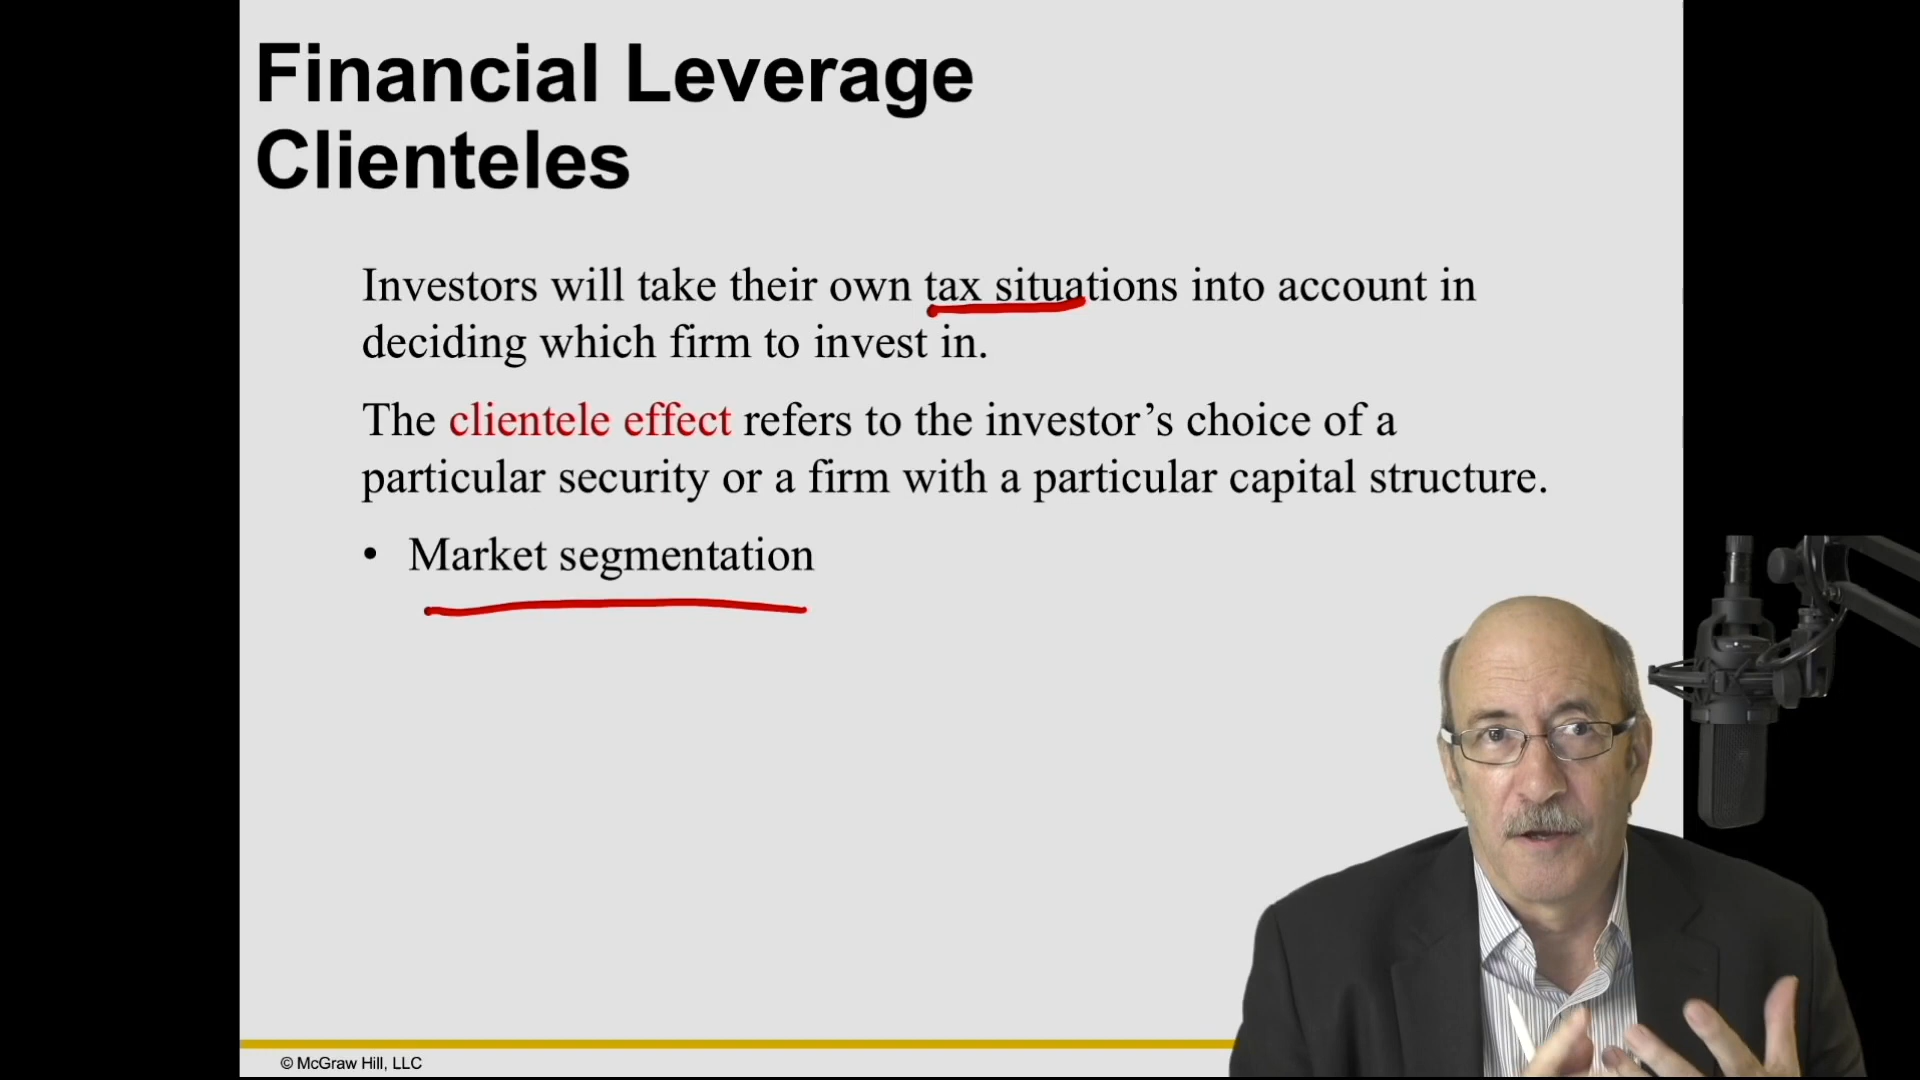 Financial Leverage
Clienteles
Investors will take their own tax situations into account in
deciding which firm to invest in.
The clientele effect refers to the investor’s choice of a
particular security or a firm with a particular capital structure.
• Market segmentation
© McGraw Hill, LLC